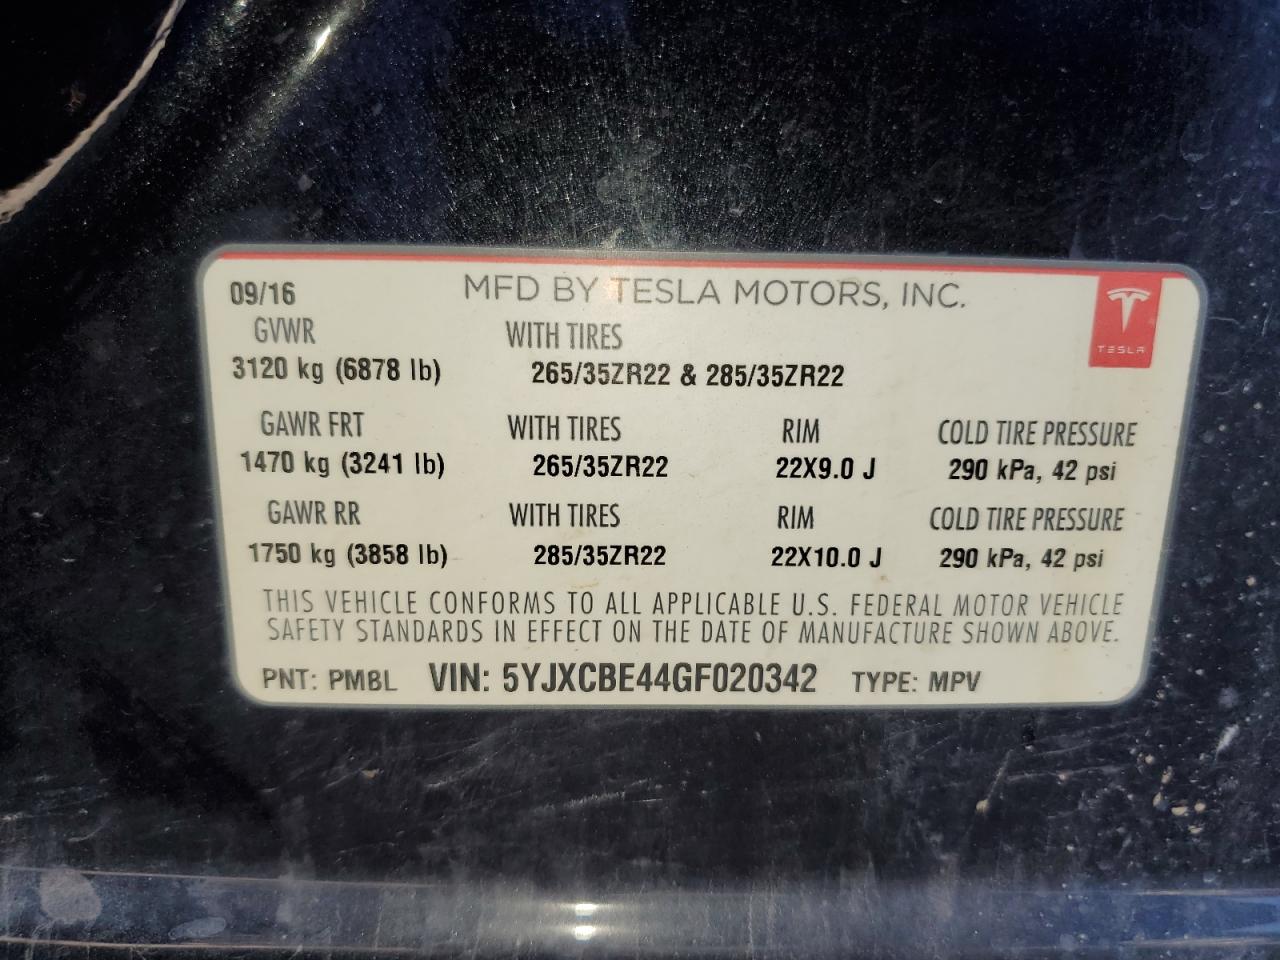 09/16 MFD BY TESLA MOTORS, INC.
TESLA
GVWR WITH TIRES
3120 kg (6878 lb) 265/35ZR22 & 285/35ZR22
GAWR FRT WITH TIRES RIM COLD TIRE PRESSURE
1470 kg (3241 lb) 265/35ZR22 22X9.0 J 290 kPa, 42 psi
GAWR RR WITH TIRES RIM COLD TIRE PRESSURE
1750 kg (3858 lb) 285/35ZR22 22X10.0 J 290 kPa, 42 psi
THIS VEHICLE CONFORMS TO ALL APPLICABLE U.S. FEDERAL MOTOR VEHICLE
SAFETY STANDARDS IN EFFECT ON THE DATE OF MANUFACTURE SHOWN ABOVE.
PNT: PMBL VIN: 5YJXCBE44GF020342 TYPE: MPV